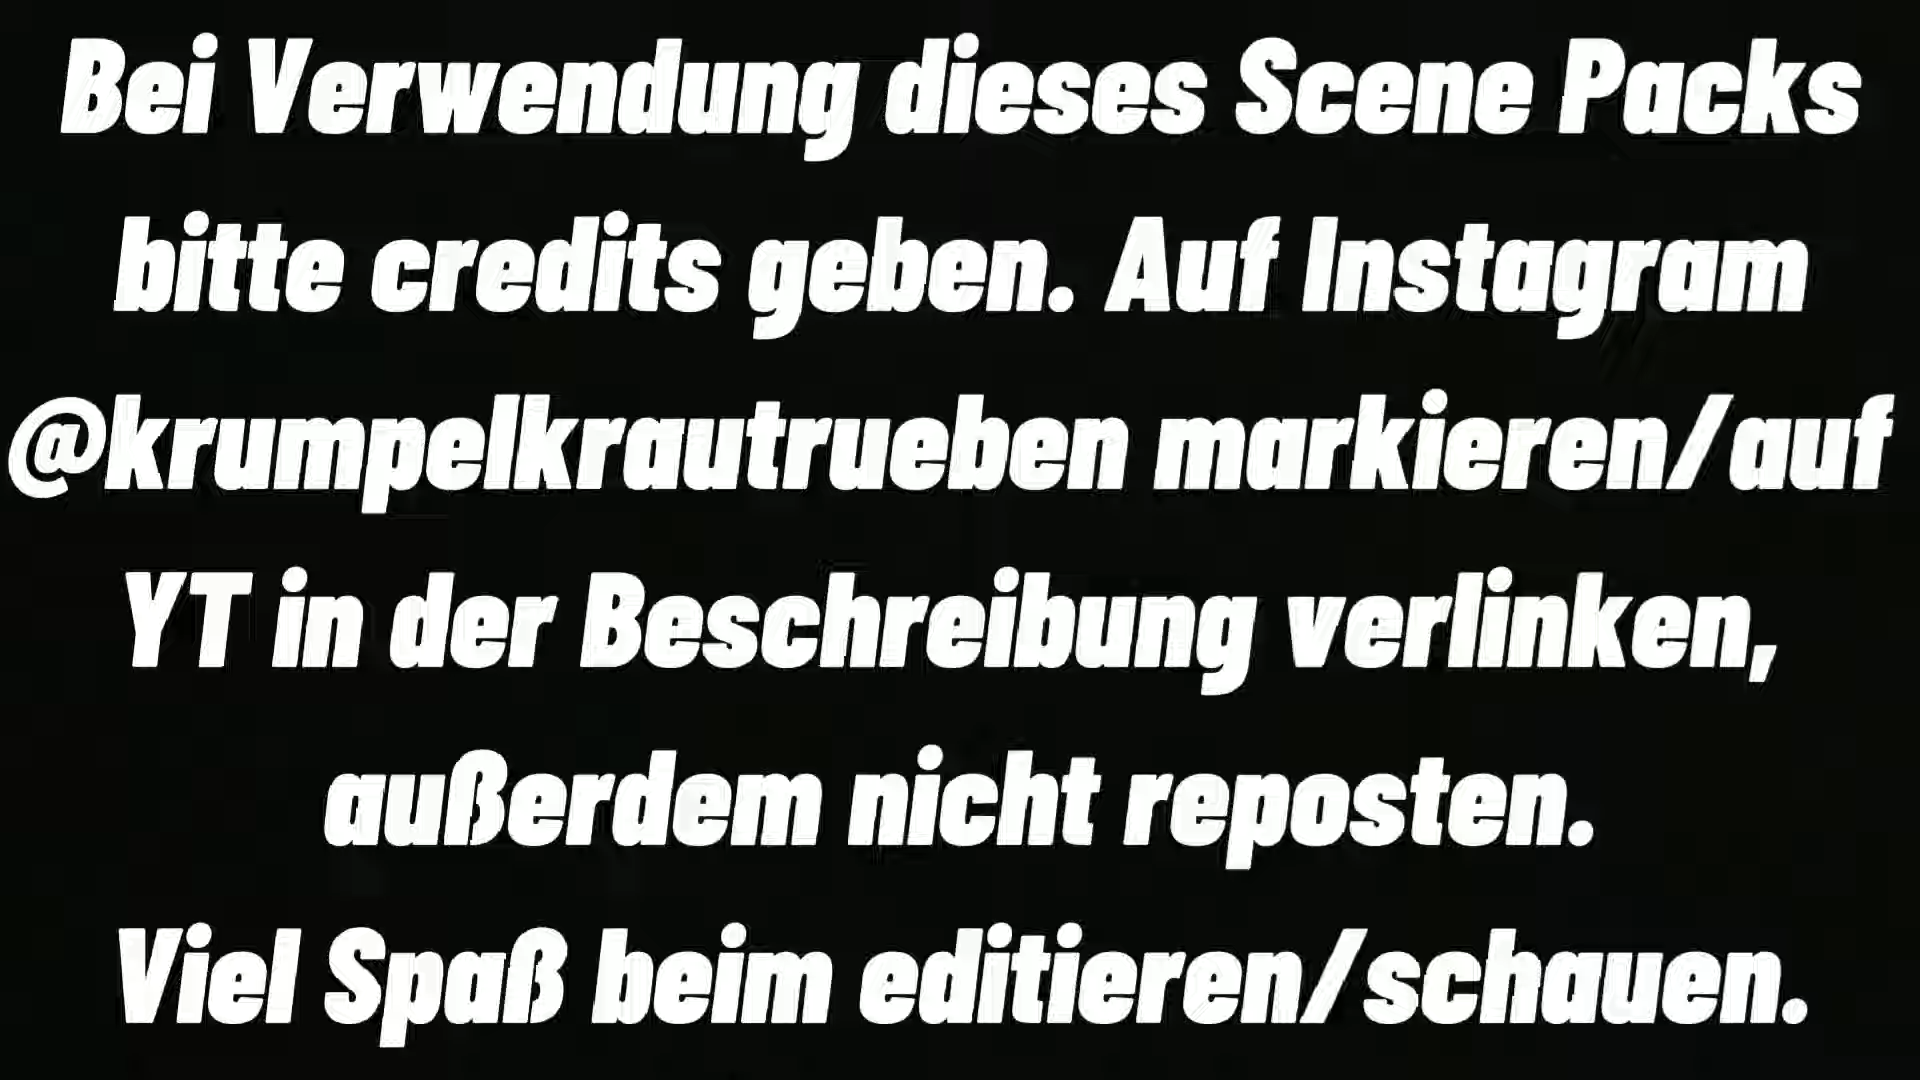 Bei Verwendung dieses Scene Packs
bitte credits geben. Auf Instagram
@krumpelkrautrueben markieren/auf
YT in der Beschreibung verlinken,
außerdem nicht reposten.
Viel Spaß beim editieren/schauen.